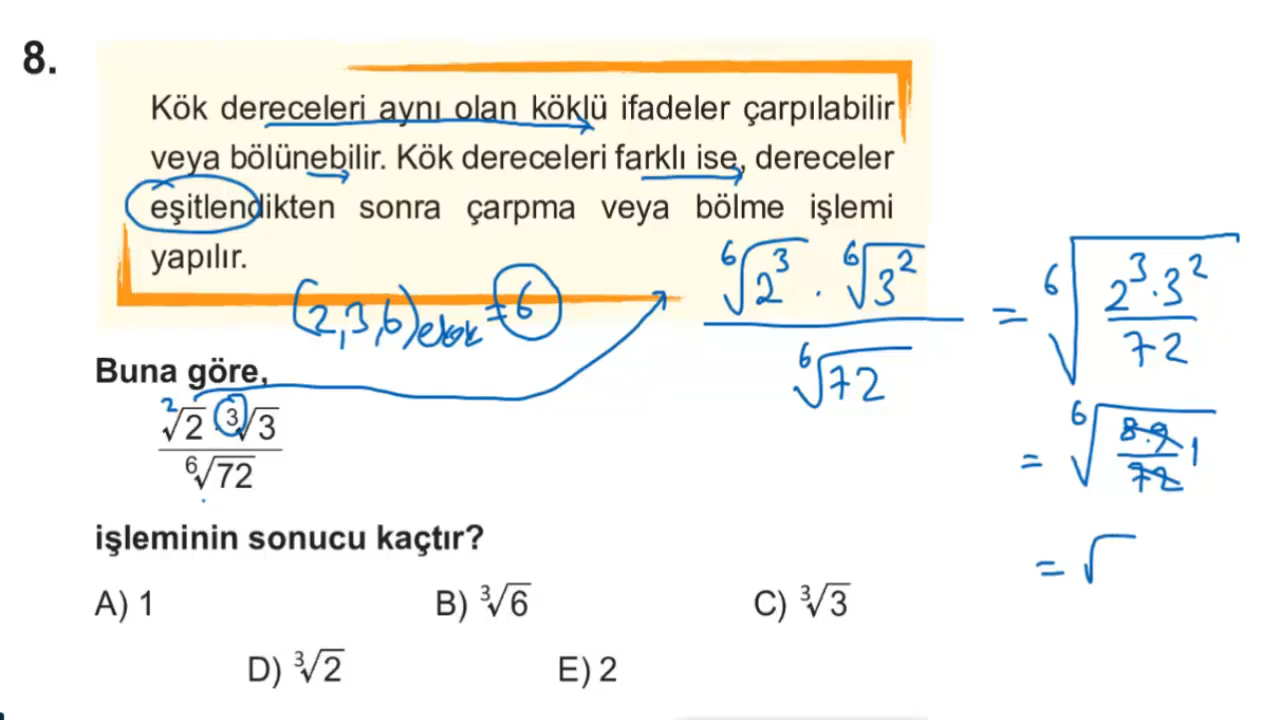 8.
Kök dereceleri aynı olan köklü ifadeler çarpılabilir
veya bölünebilir. Kök dereceleri farklı ise, dereceler
eşitlendikten sonra çarpma veya bölme işlemi
yapılır.
(2,3,6)ekok = 6
Buna göre,
²√2 · ³√3
⁶√72
işleminin sonucu kaçtır?
A) 1 B) ³√6 C) ³√3
D) ³√2 E) 2
⁶√2³ · ⁶√3²
⁶√72
= ⁶√(2³·3² / 72)
= ⁶√(8·9 / 72) 1
= √